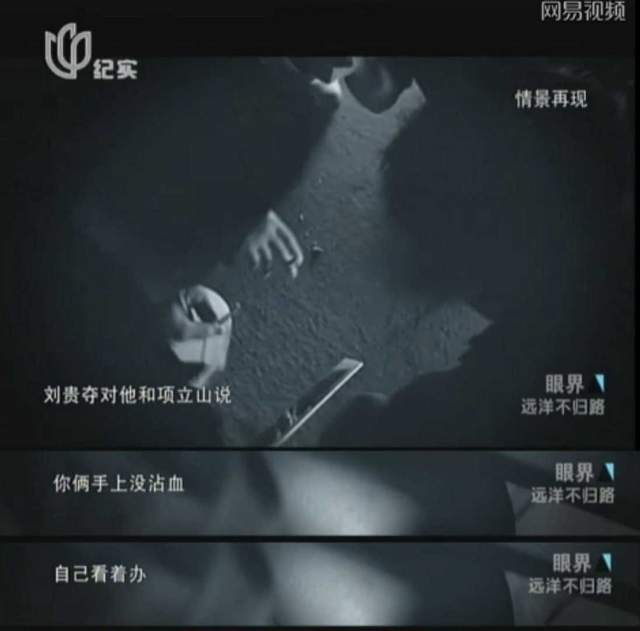 网易视频
纪实
情景再现
刘贵夺对他和项立山说
眼界
远洋不归路
你俩手上没沾血
眼界
远洋不归路
自己看着办
眼界
远洋不归路